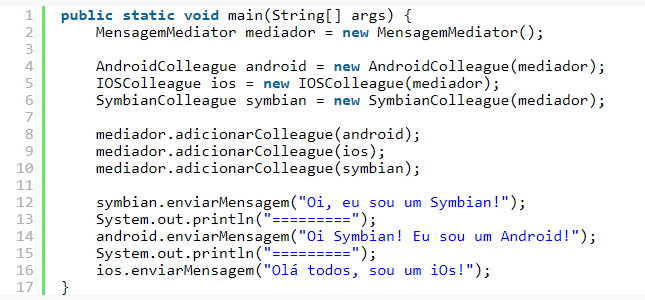 1 public static void main(String[] args) {
2     MensagemMediator mediador = new MensagemMediator();
3
4     AndroidColleague android = new AndroidColleague(mediador);
5     IOSColleague ios = new IOSColleague(mediador);
6     SymbianColleague symbian = new SymbianColleague(mediador);
7
8     mediador.adicionarColleague(android);
9     mediador.adicionarColleague(ios);
10     mediador.adicionarColleague(symbian);
11
12     symbian.enviarMensagem("Oi, eu sou um Symbian!");
13     System.out.println("=========");
14     android.enviarMensagem("Oi Symbian! Eu sou um Android!");
15     System.out.println("=========");
16     ios.enviarMensagem("Olá todos, sou um iOs!");
17 }